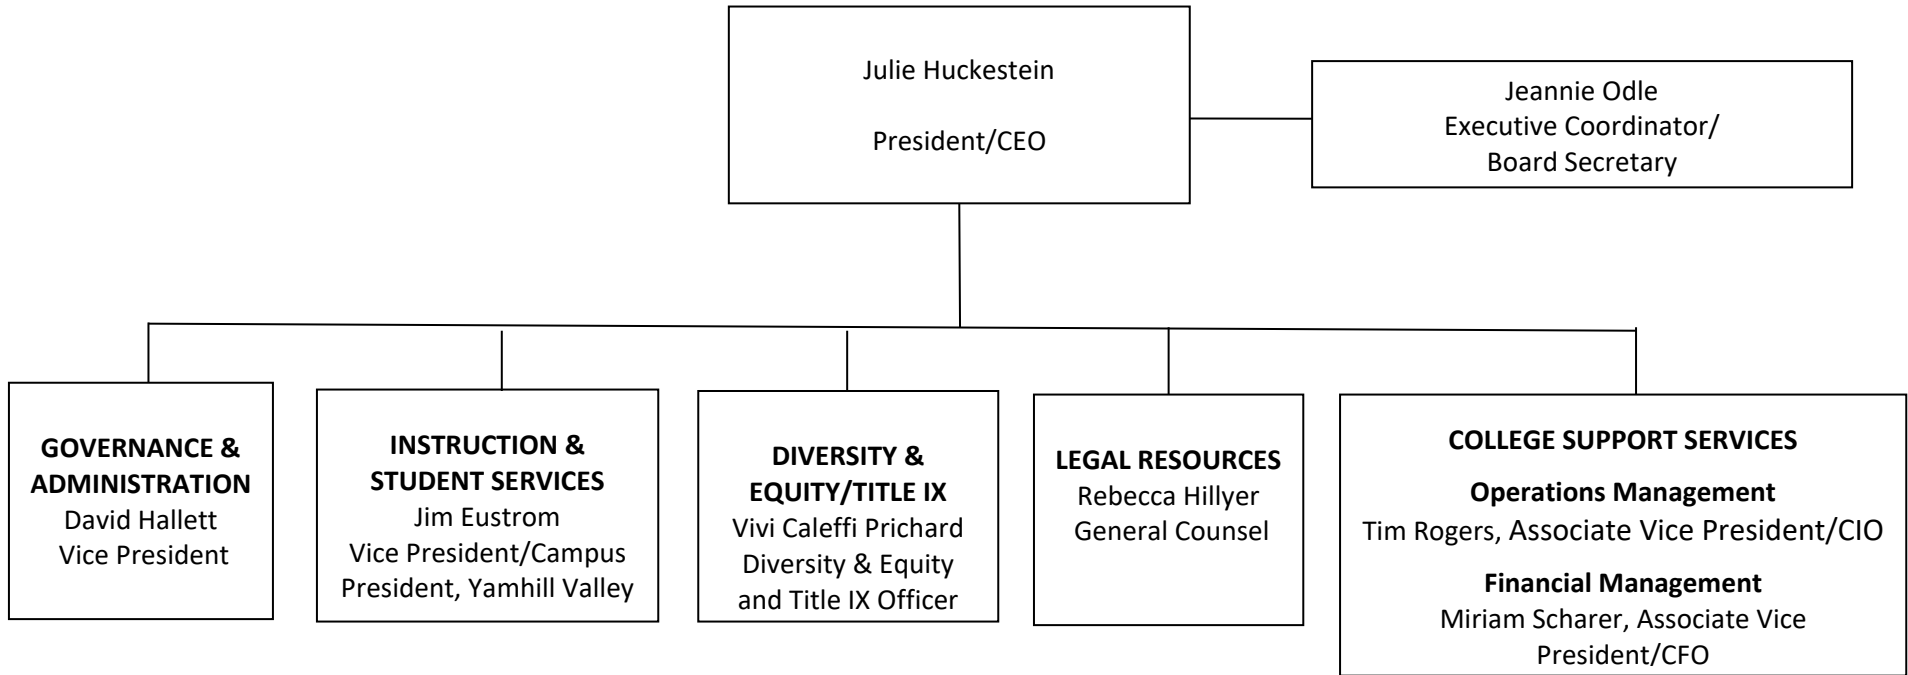 Julie Huckestein
President/CEO
Jeannie Odle
Executive Coordinator/
Board Secretary
GOVERNANCE &
ADMINISTRATION
David Hallett
Vice President
INSTRUCTION &
STUDENT SERVICES
Jim Eustrom
Vice President/Campus
President, Yamhill Valley
DIVERSITY &
EQUITY/TITLE IX
Vivi Caleffi Prichard
Diversity & Equity
and Title IX Officer
LEGAL RESOURCES
Rebecca Hillyer
General Counsel
COLLEGE SUPPORT SERVICES
Operations Management
Tim Rogers, Associate Vice President/CIO
Financial Management
Miriam Scharer, Associate Vice
President/CFO